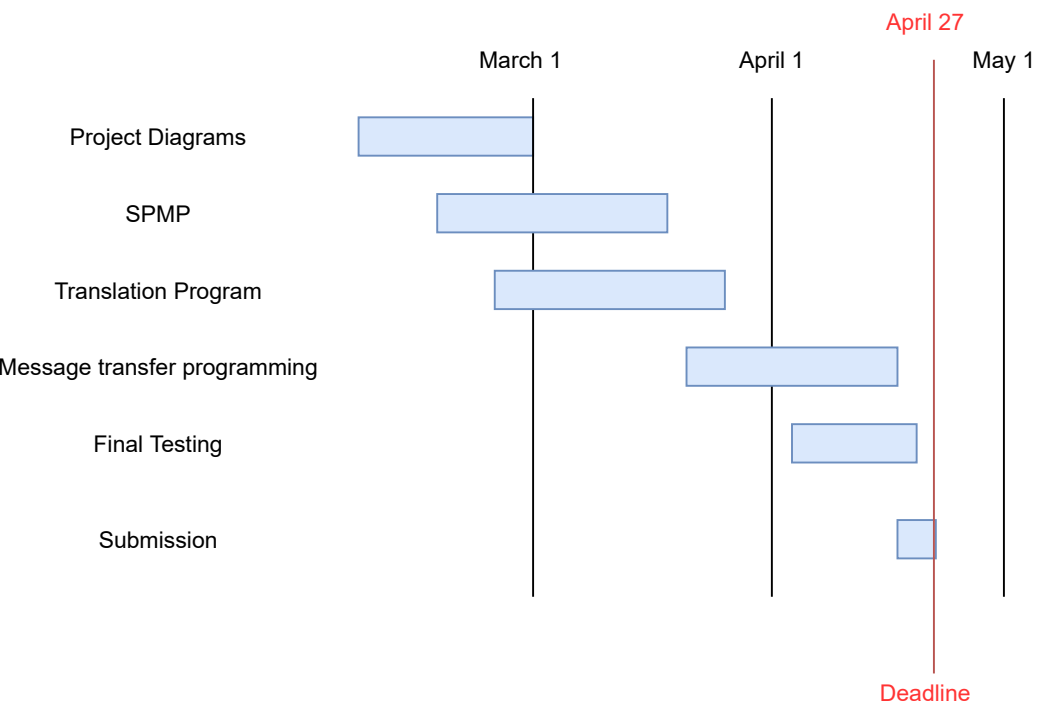 April 27
March 1
April 1
May 1
Project Diagrams
SPMP
Translation Program
Message transfer programming
Final Testing
Submission
Deadline